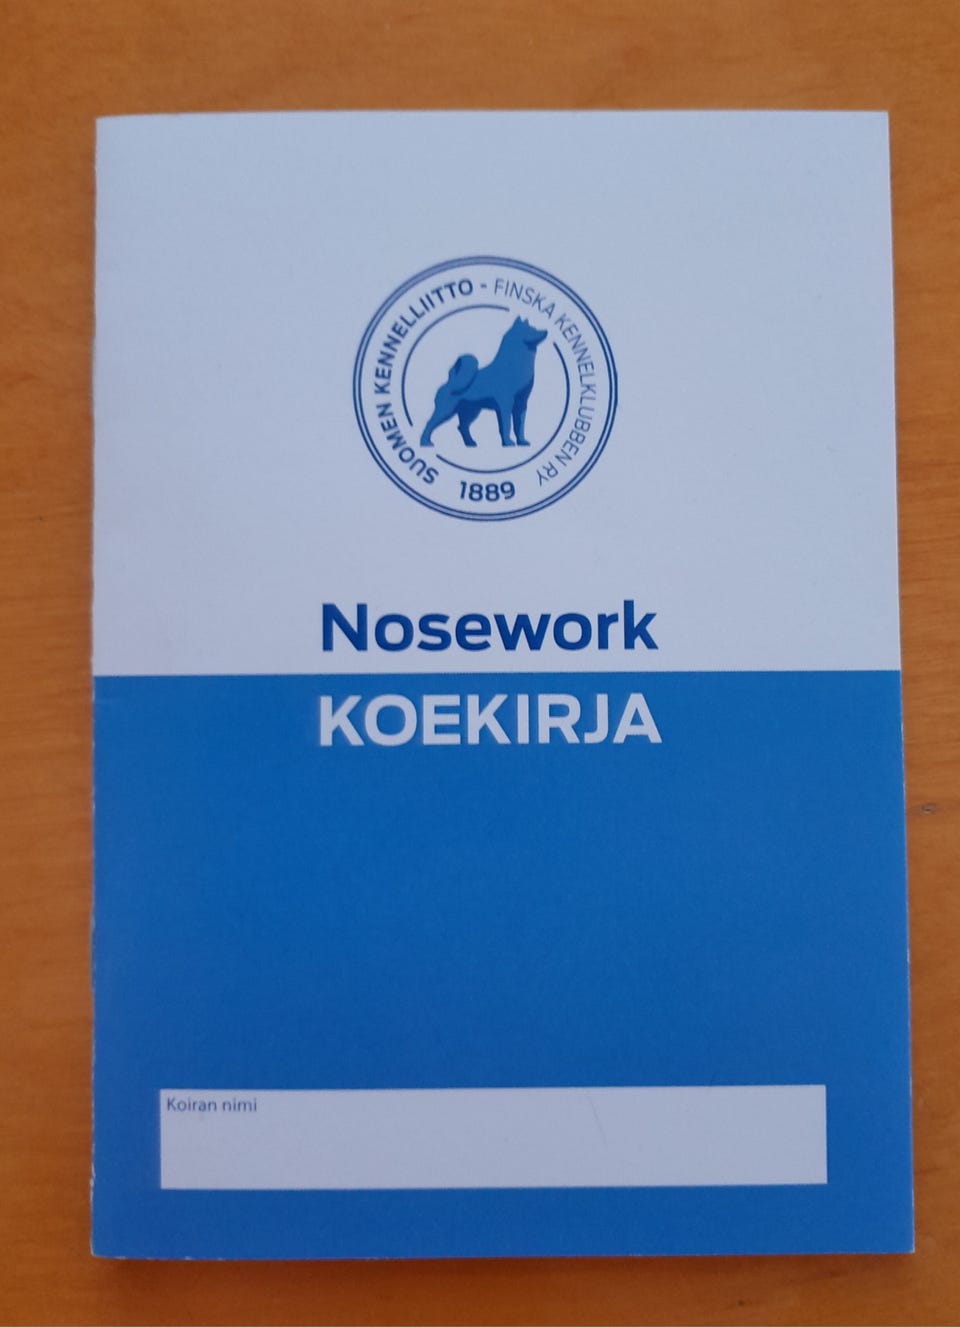 SUOMEN KENNELLIITTO - FINSKA KENNELKLUBBEN RY
1889
Nosework
KOEKIRJA
Koiran nimi